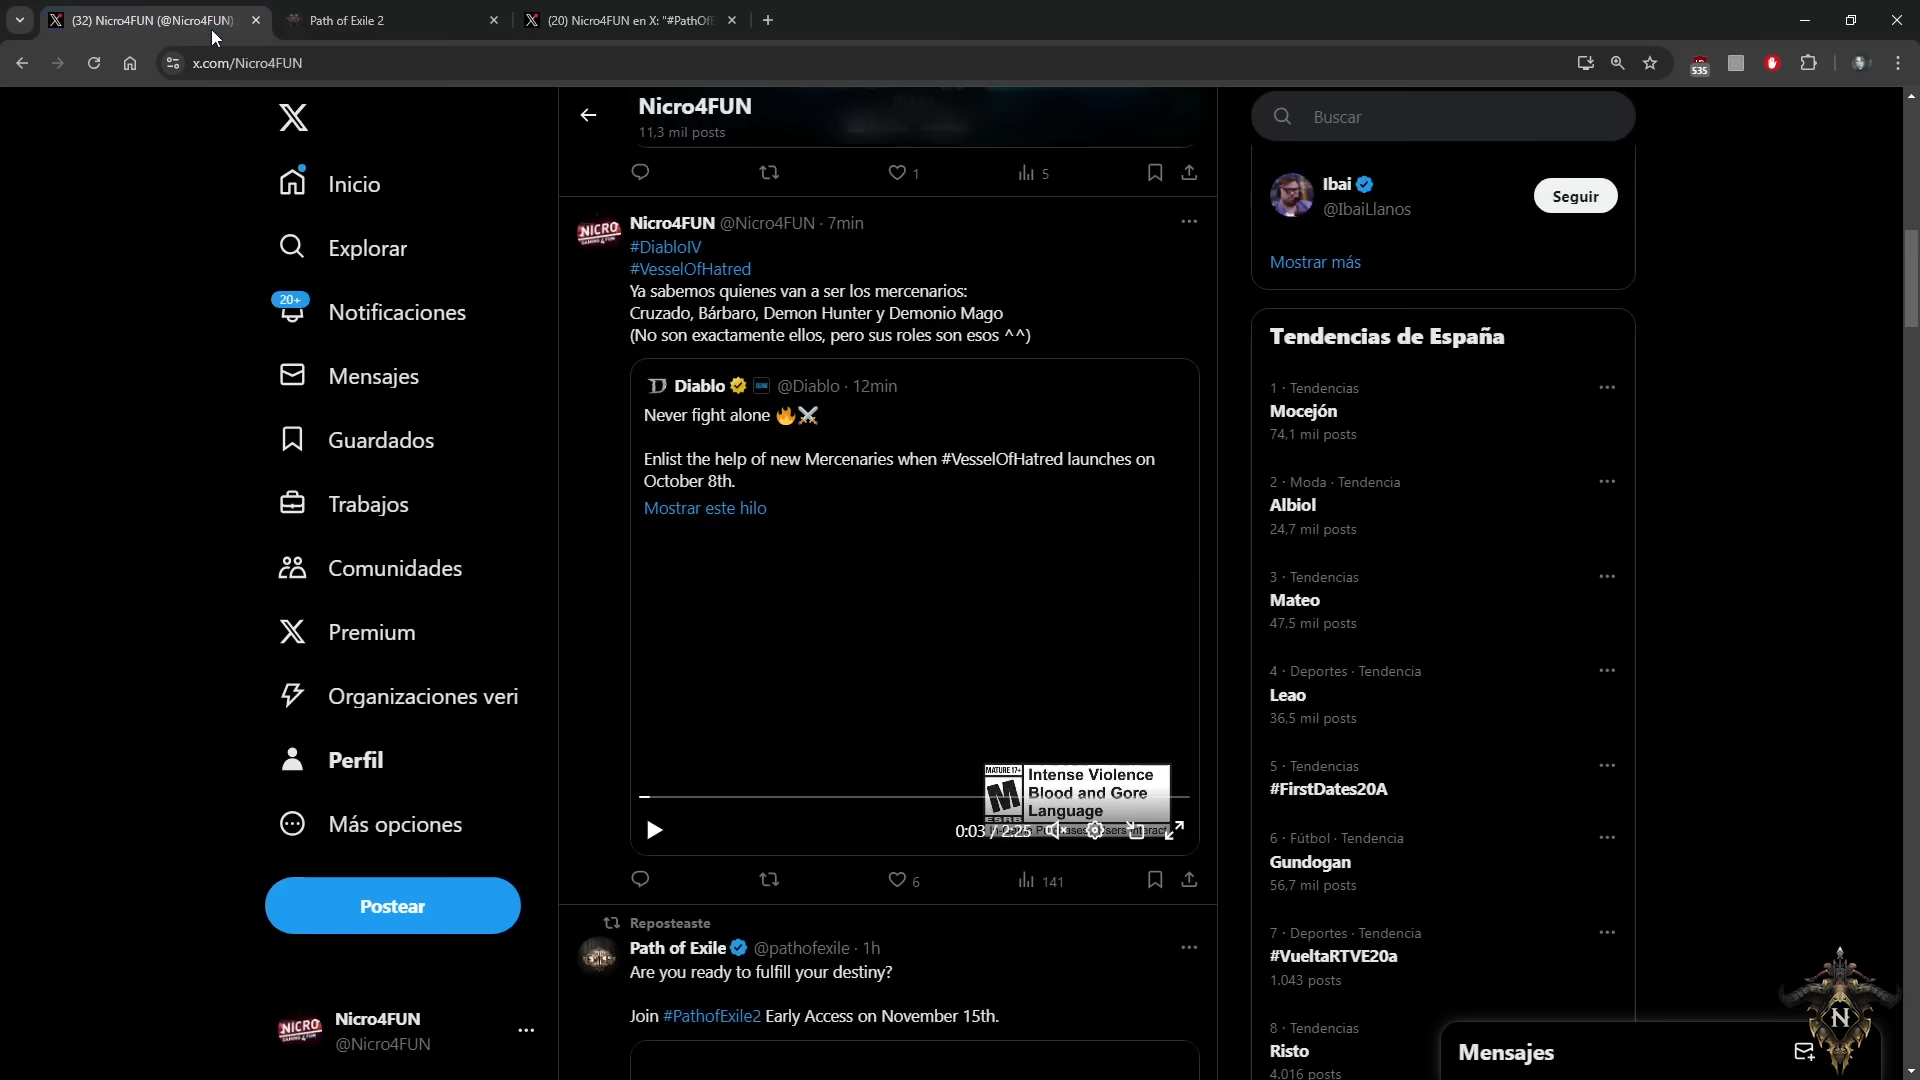 (32) Nicro4FUN (@Nicro4FUN)
Path of Exile 2
(20) Nicro4FUN en X: "#PathOfE
x.com/Nicro4FUN
535
Inicio
Explorar
20+
Notificaciones
Mensajes
Guardados
Trabajos
Comunidades
Premium
Organizaciones veri
Perfil
Más opciones
Postear
NICRO
Nicro4FUN
@Nicro4FUN
Nicro4FUN
11,3 mil posts
1
5
NICRO
Nicro4FUN @Nicro4FUN · 7min
#DiabloIV
#VesselOfHatred
Ya sabemos quienes van a ser los mercenarios:
Cruzado, Bárbaro, Demon Hunter y Demonio Mago
(No son exactamente ellos, pero sus roles son esos ^^)
Diablo @Diablo · 12min
Never fight alone 🔥⚔️
Enlist the help of new Mercenaries when #VesselOfHatred launches on
October 8th.
Mostrar este hilo
MATURE 17+
M
ESRB
Intense Violence
Blood and Gore
Language
0:03 / 2:25
6
141
Reposteaste
Path of Exile @pathofexile · 1h
Are you ready to fulfill your destiny?
Join #PathofExile2 Early Access on November 15th.
Buscar
Ibai
@IbaiLlanos
Seguir
Mostrar más
Tendencias de España
1 · Tendencias
Mocejón
74,1 mil posts
2 · Moda · Tendencia
Albiol
24,7 mil posts
3 · Tendencias
Mateo
47,5 mil posts
4 · Deportes · Tendencia
Leao
36,5 mil posts
5 · Tendencias
#FirstDates20A
6 · Fútbol · Tendencia
Gundogan
56,7 mil posts
7 · Deportes · Tendencia
#VueltaRTVE20a
1.043 posts
8 · Tendencias
Risto
4.016 posts
Mensajes
N